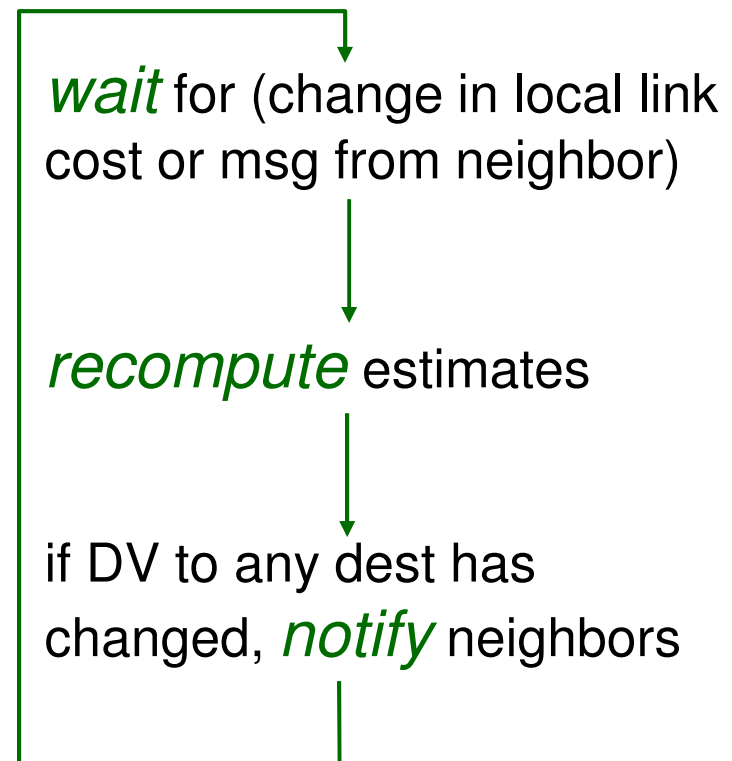 wait for (change in local link
cost or msg from neighbor)
recompute estimates
if DV to any dest has
changed, notify neighbors